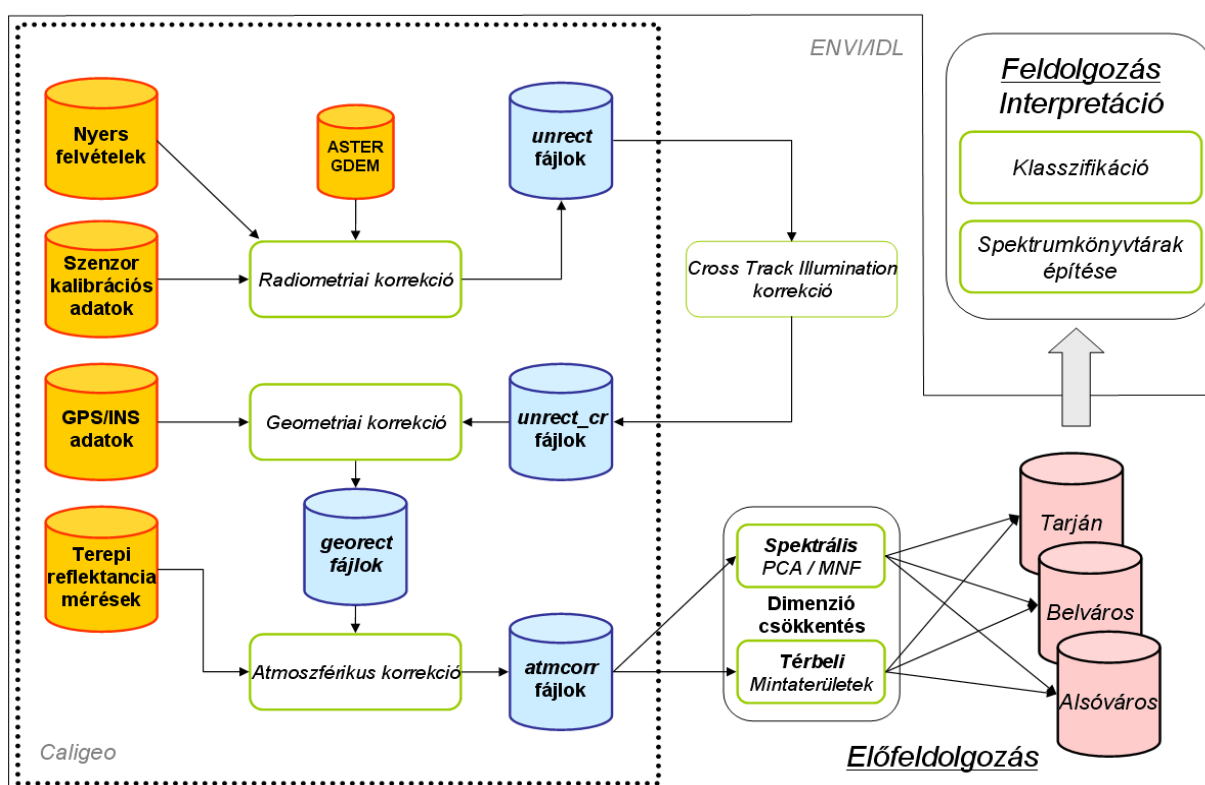 ENVI/IDL
Feldolgozás
Interpretáció
Klasszifikáció
Spektrumkönyvtárak
építése
Nyers
felvételek
ASTER
GDEM
unrect
fájlok
Szenzor
kalibrációs
adatok
Radiometriai korrekció
Cross Track Illumination
korrekció
GPS/INS
adatok
Geometriai korrekció
unrect_cr
fájlok
Terepi
reflektancia
mérések
georect
fájlok
Atmoszférikus korrekció
atmcorr
fájlok
Spektrális
PCA / MNF
Dimenzió
csökkentés
Térbeli
Mintaterületek
Tarján
Belváros
Alsóváros
Caligeo
Előfeldolgozás